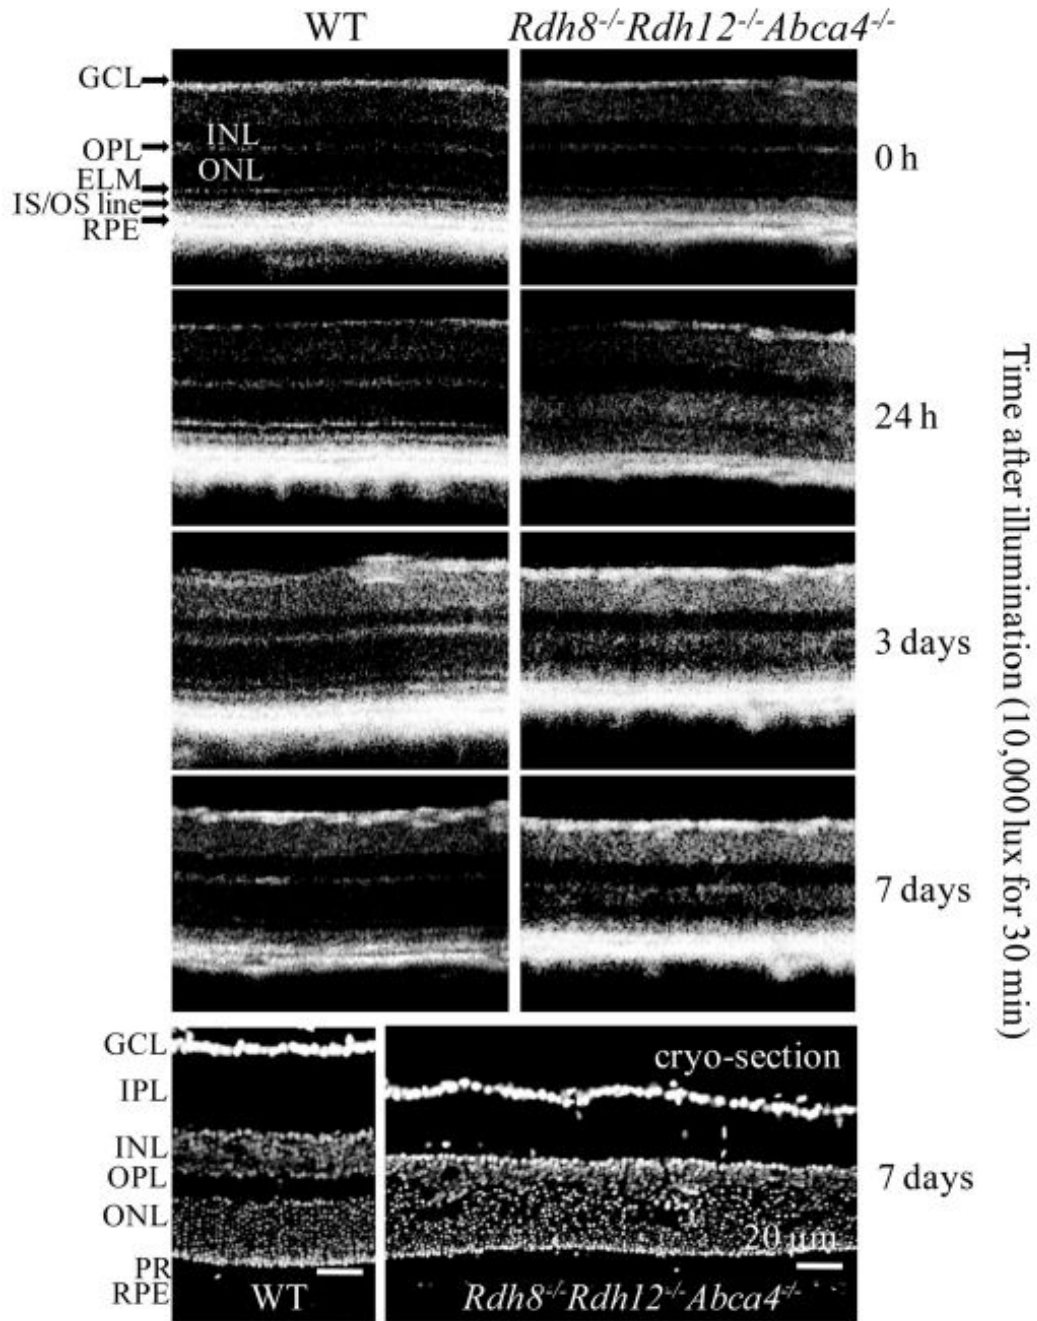 WT
Rdh8-/-Rdh12-/-Abca4-/-
GCL
INL
OPL
ONL
ELM
IS/OS line
RPE
0 h
24 h
3 days
7 days
Time after illumination (10,000 lux for 30 min)
GCL
cryo-section
IPL
INL
OPL
ONL
7 days
20 µm
PR
RPE
WT
Rdh8-/-Rdh12-/-Abca4-/-